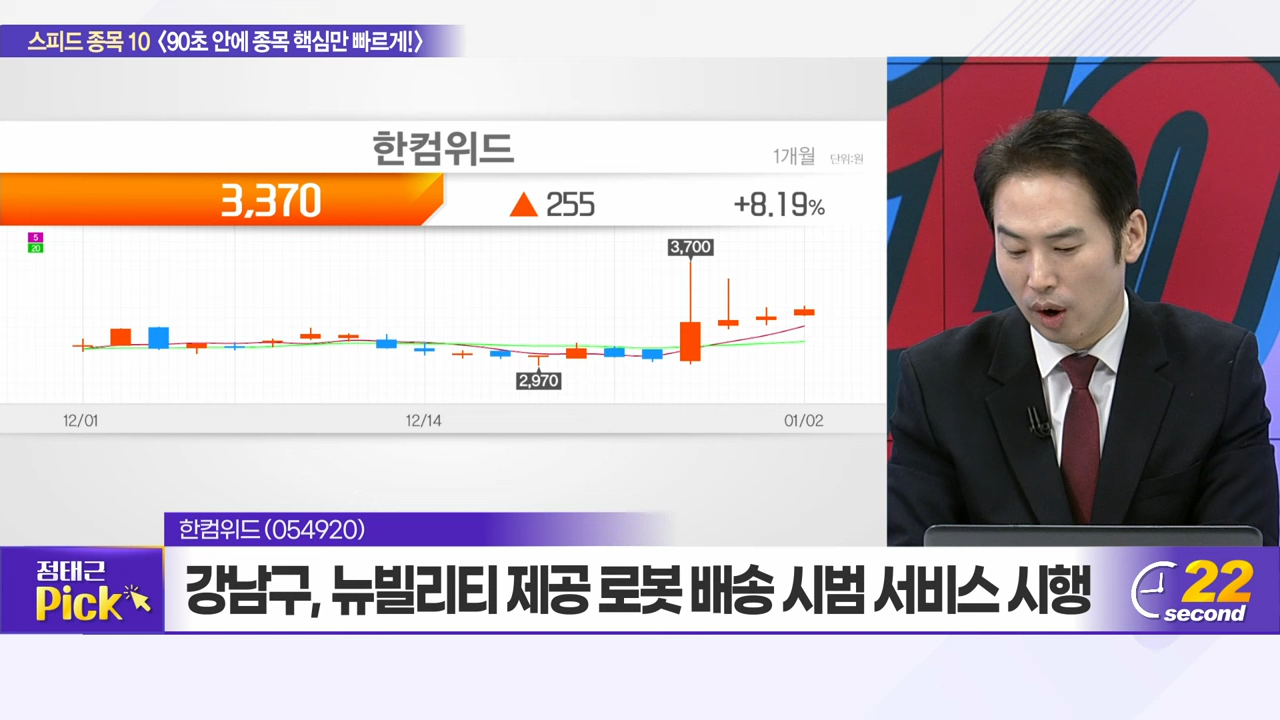 스피드 종목 10 〈90초 안에 종목 핵심만 빠르게!〉
한컴위드
1개월 단위:원
3,370 ▲ 255 +8.19%
5
20
3,700
2,970
12/01 12/14 01/02
한컴위드 (054920)
정태근
Pick
강남구, 뉴빌리티 제공 로봇 배송 시범 서비스 시행
22
second
10